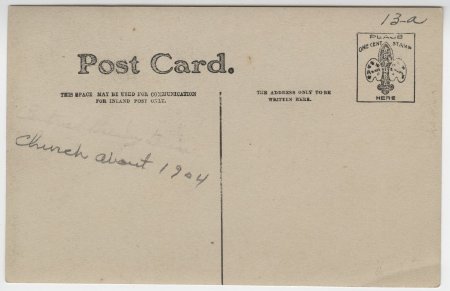 13-a
Post Card.
PLACE
ONE CENT STAMP
HERE
THIS SPACE MAY BE USED FOR COMMUNICATION
FOR INLAND POST ONLY.
THE ADDRESS ONLY TO BE
WRITTEN HERE.
Church about 1904